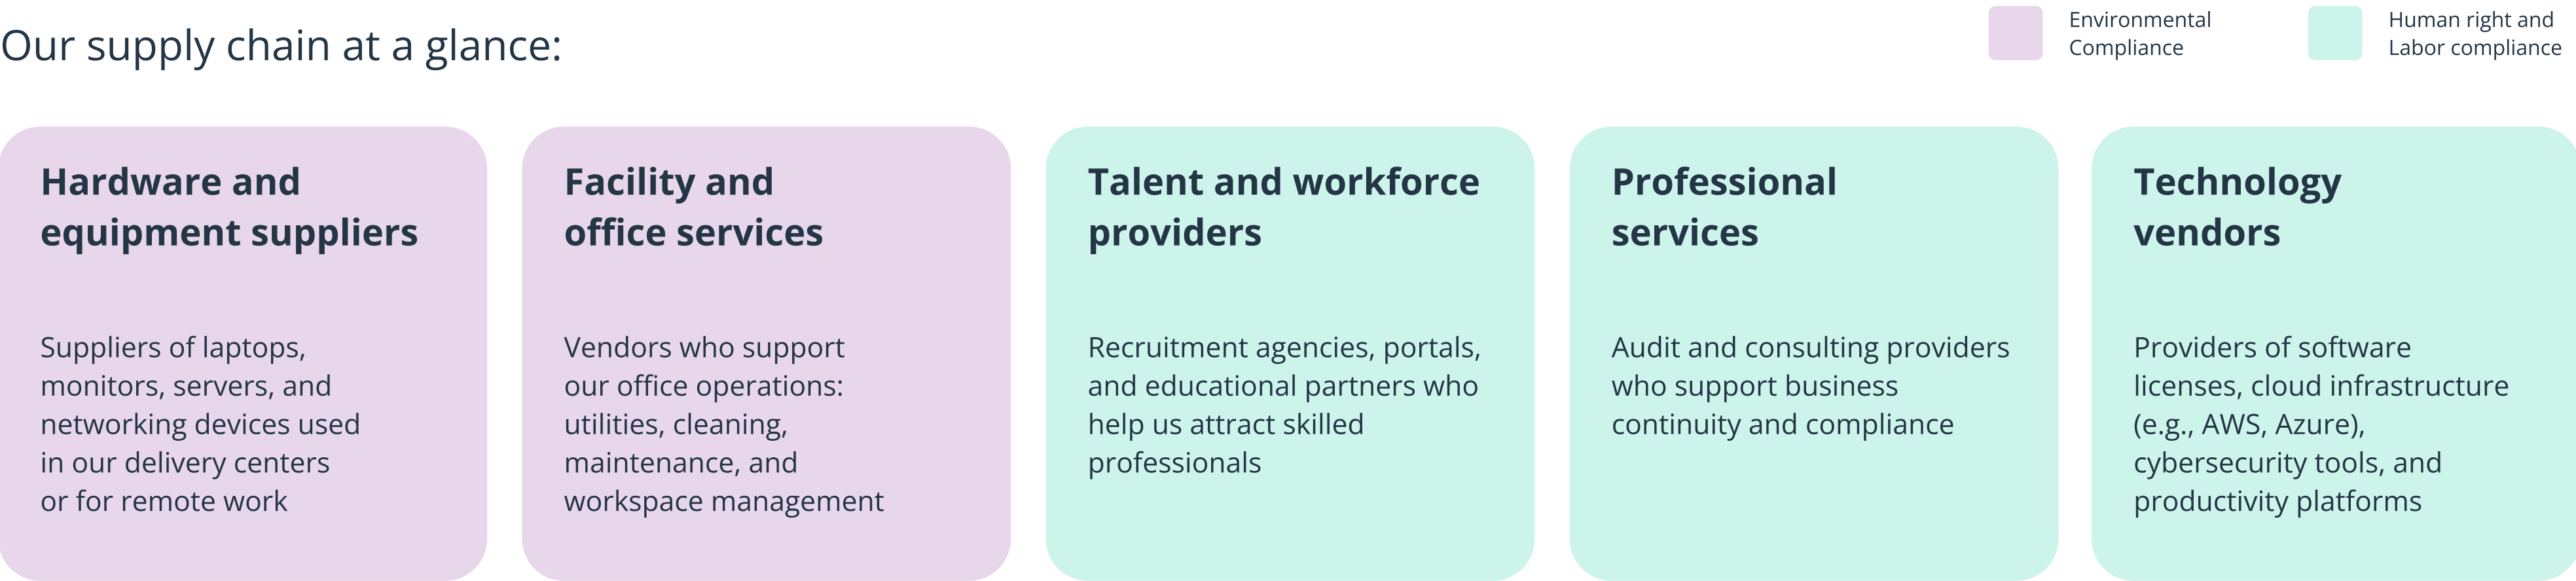 Our supply chain at a glance:
Environmental
Compliance
Human right and
Labor compliance
Hardware and
equipment suppliers
Suppliers of laptops,
monitors, servers, and
networking devices used
in our delivery centers
or for remote work
Facility and
office services
Vendors who support
our office operations:
utilities, cleaning,
maintenance, and
workspace management
Talent and workforce
providers
Recruitment agencies, portals,
and educational partners who
help us attract skilled
professionals
Professional
services
Audit and consulting providers
who support business
continuity and compliance
Technology
vendors
Providers of software
licenses, cloud infrastructure
(e.g., AWS, Azure),
cybersecurity tools, and
productivity platforms